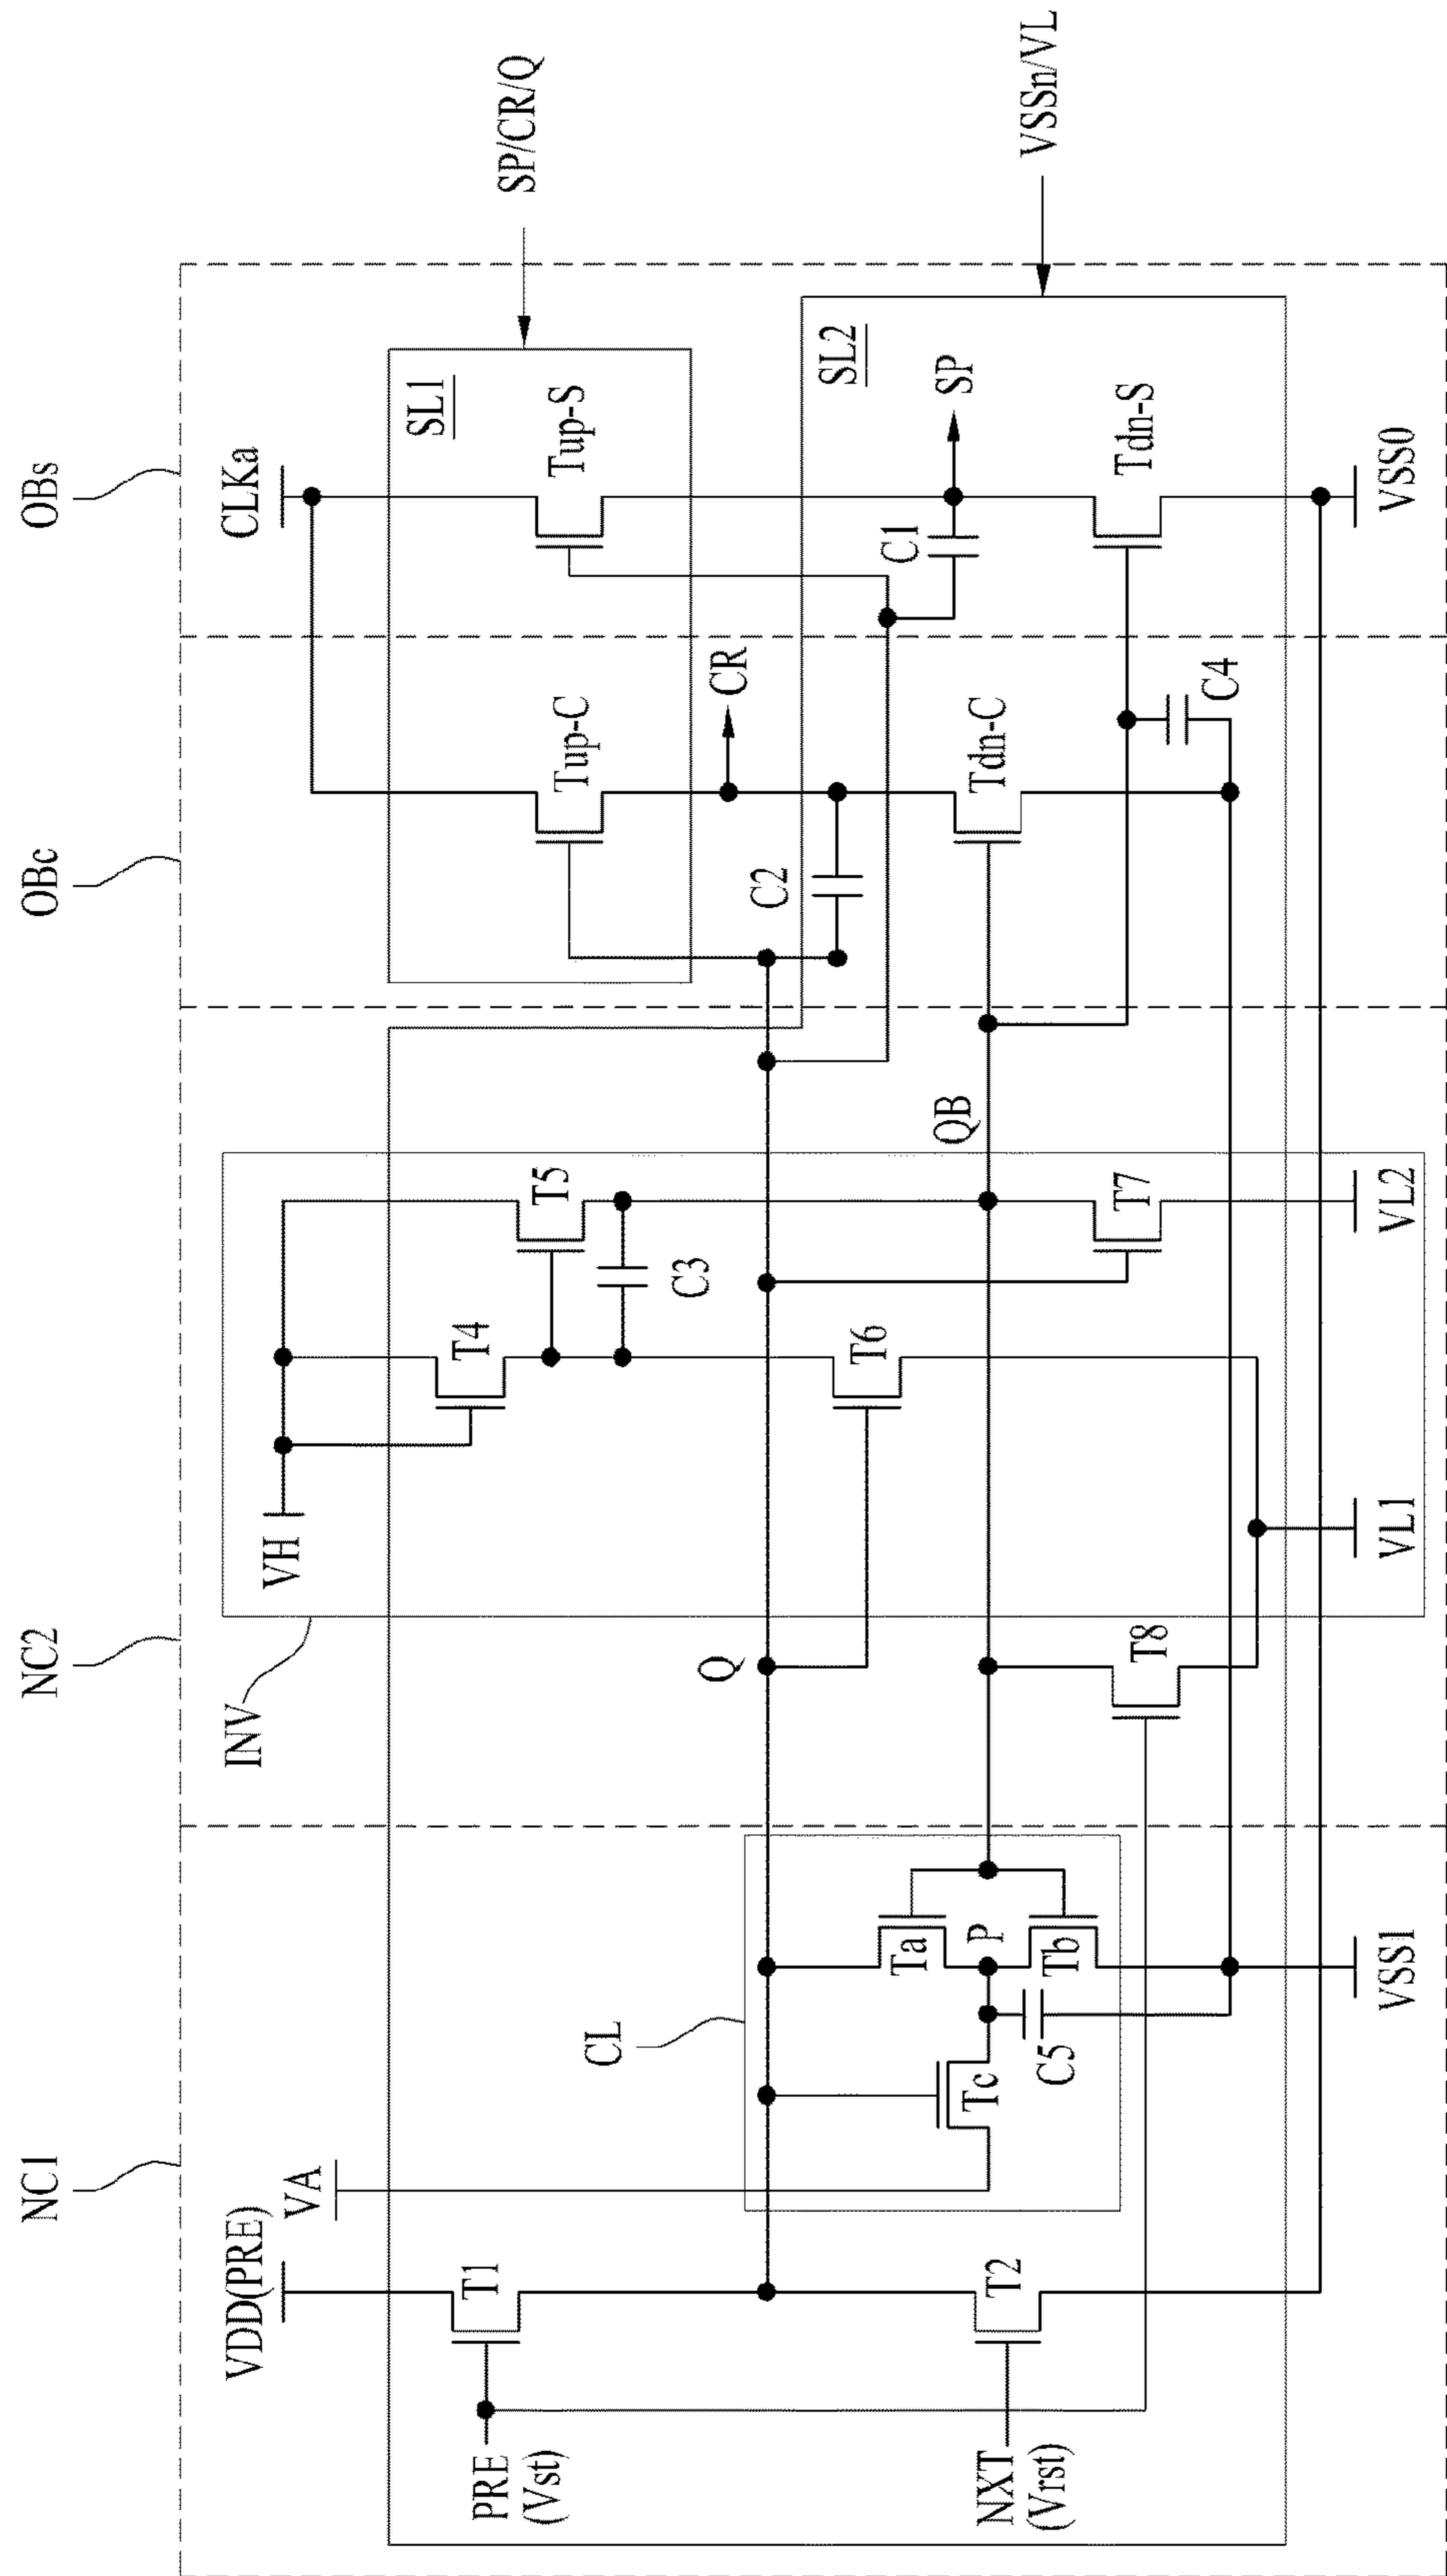 NC1
NC2
OBc
OBs
VDD(PRE)
VA
INV
VH
CLKa
SL1
SP/CR/Q
T1
T4
T5
Tup-C
Tup-S
PRE
(Vst)
CL
Q
C3
CR
T6
C2
SL2
C1
SP
VSSn/VL
Ta
P
Tc
Tb
C5
QB
Tdn-C
NXT
(Vrst)
T2
T8
T7
Tdn-S
C4
VSS1
VL1
VL2
VSS0